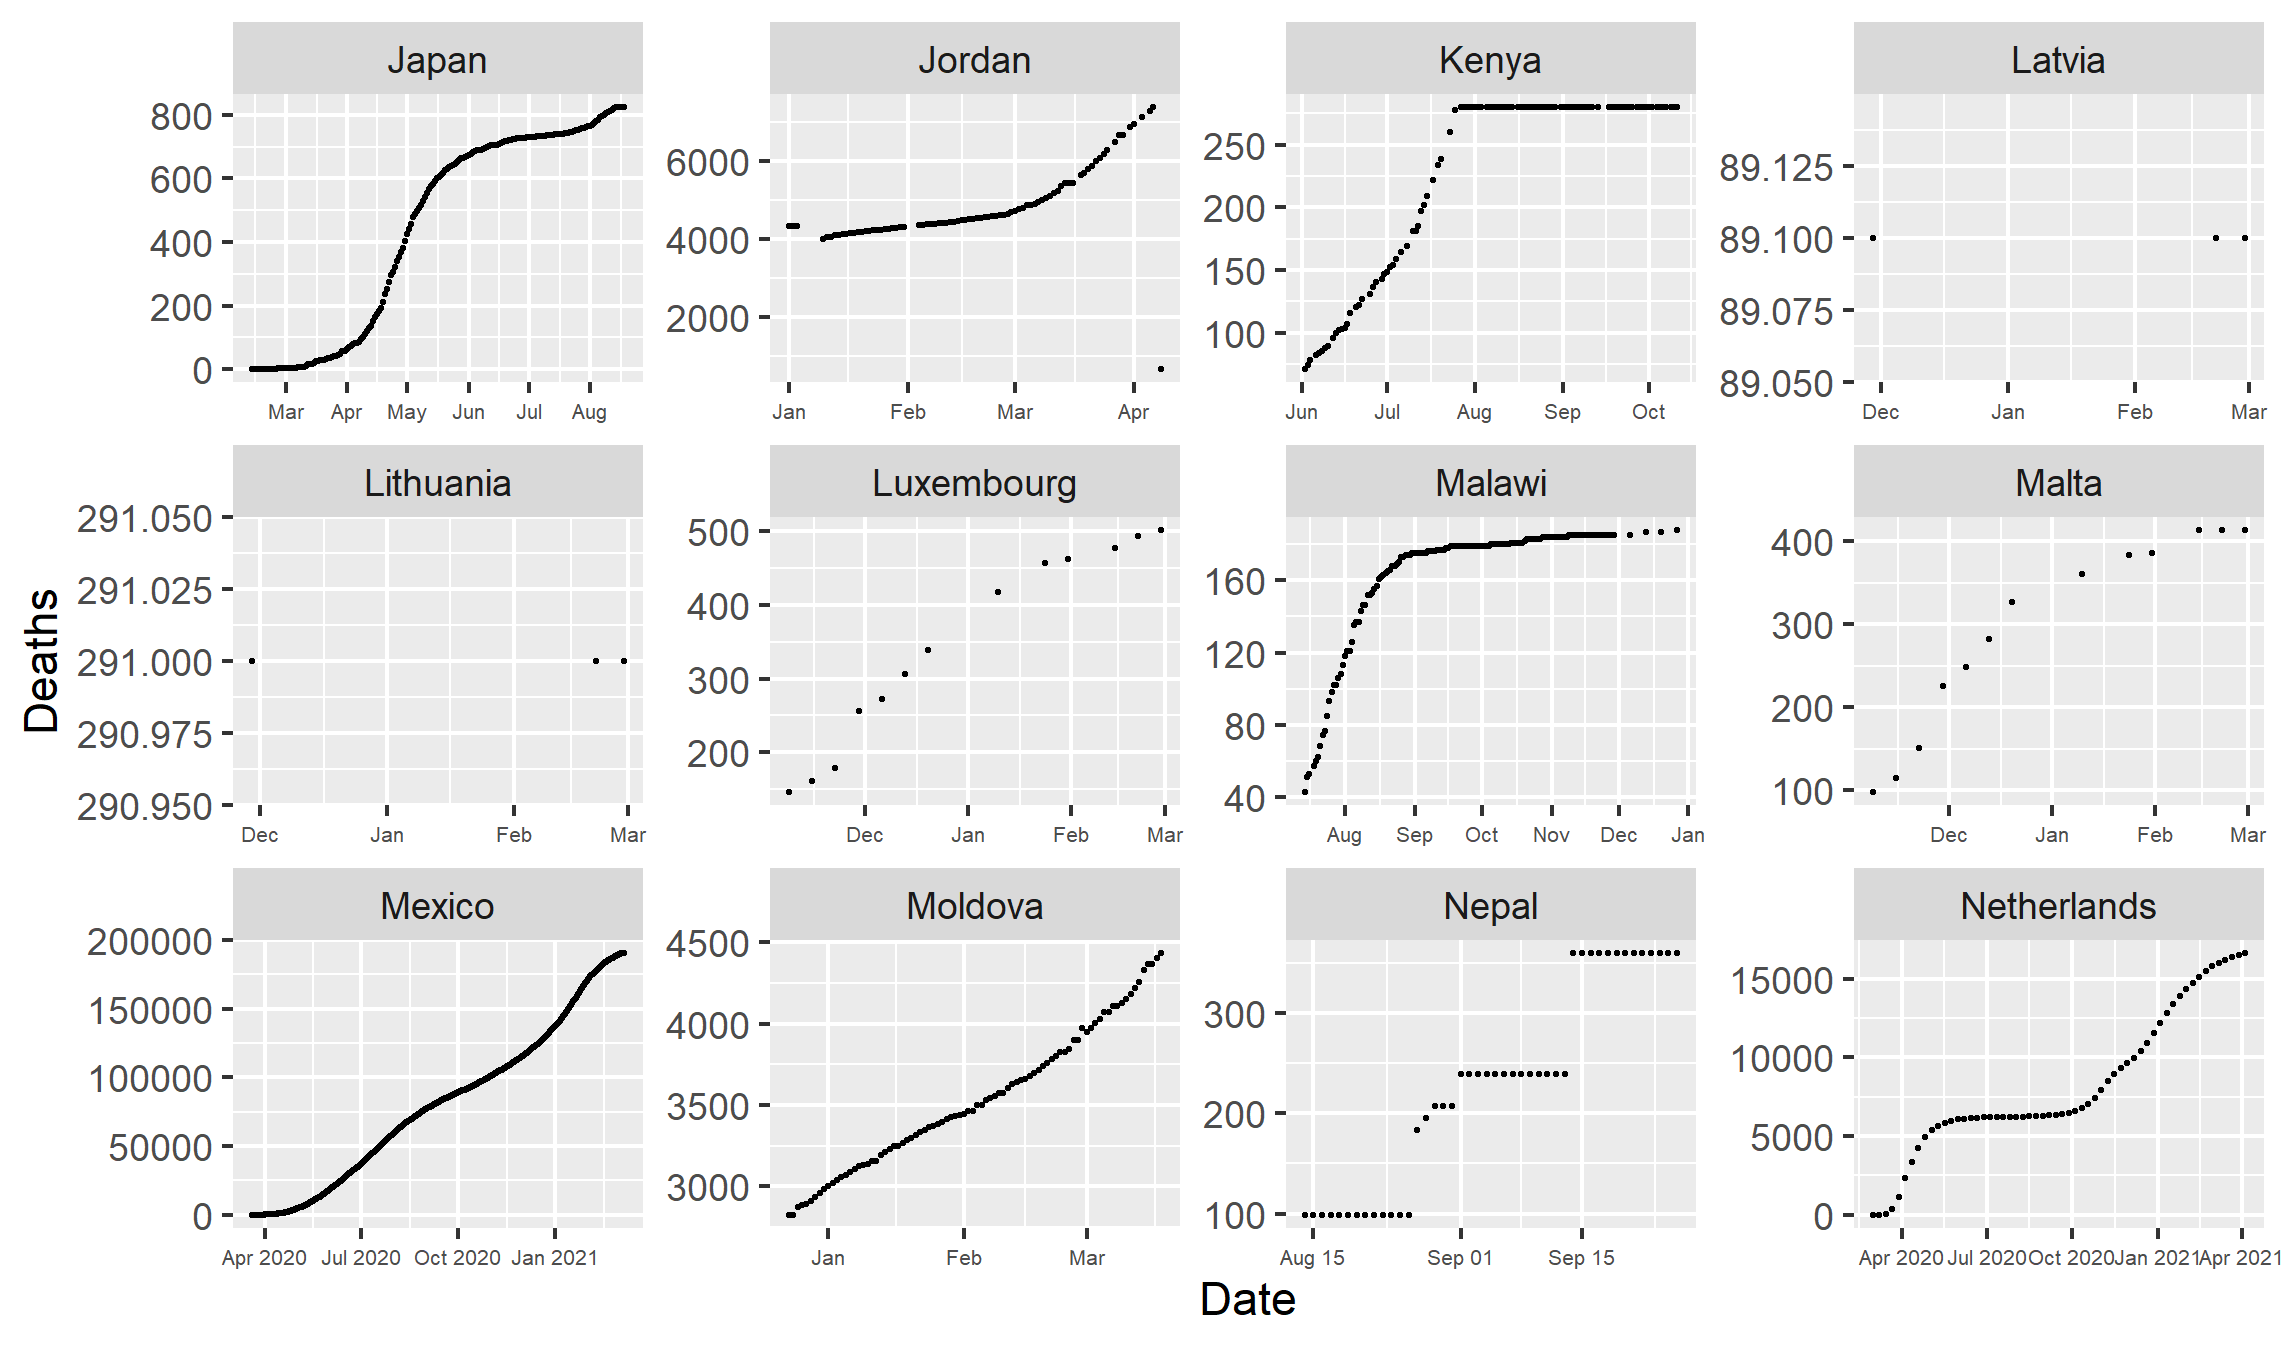 Japan
Jordan
Kenya
Latvia
800
600
400
200
0
Mar Apr May Jun Jul Aug
6000
4000
2000
Jan Feb Mar Apr
250
200
150
100
Jun Jul Aug Sep Oct
89.125
89.100
89.075
89.050
Dec Jan Feb Mar
Lithuania
Luxembourg
Malawi
Malta
291.050
291.025
291.000
290.975
290.950
Dec Jan Feb Mar
500
400
300
200
Dec Jan Feb Mar
160
120
80
40
Aug Sep Oct Nov Dec Jan
400
300
200
100
Dec Jan Feb Mar
Deaths
Mexico
Moldova
Nepal
Netherlands
200000
150000
100000
50000
0
Apr 2020 Jul 2020 Oct 2020 Jan 2021
4500
4000
3500
3000
Jan Feb Mar
300
200
100
Aug 15 Sep 01 Sep 15
15000
10000
5000
0
Apr 2020 Jul 2020 Oct 2020 Jan 2021 Apr 2021
Date